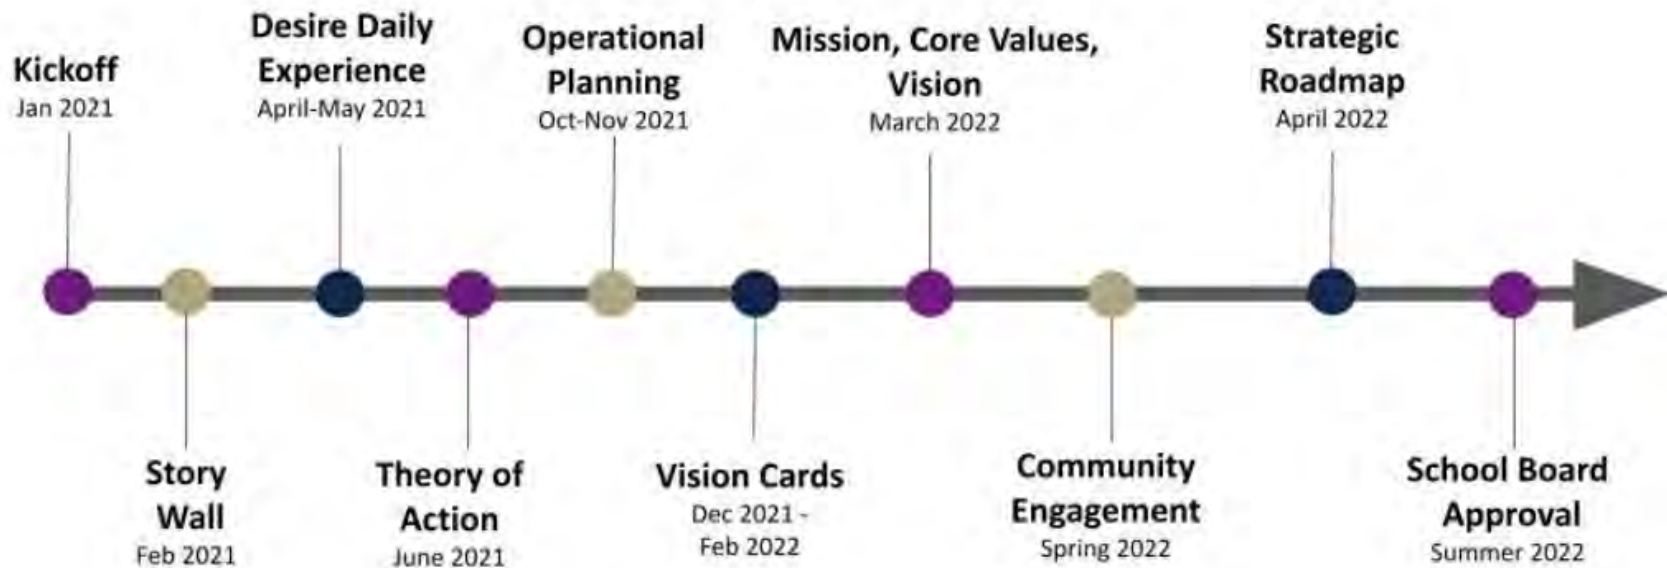 Kickoff
Jan 2021
Desire Daily
Experience
April-May 2021
Operational
Planning
Oct-Nov 2021
Mission, Core Values,
Vision
March 2022
Strategic
Roadmap
April 2022
Story
Wall
Feb 2021
Theory of
Action
June 2021
Vision Cards
Dec 2021 -
Feb 2022
Community
Engagement
Spring 2022
School Board
Approval
Summer 2022